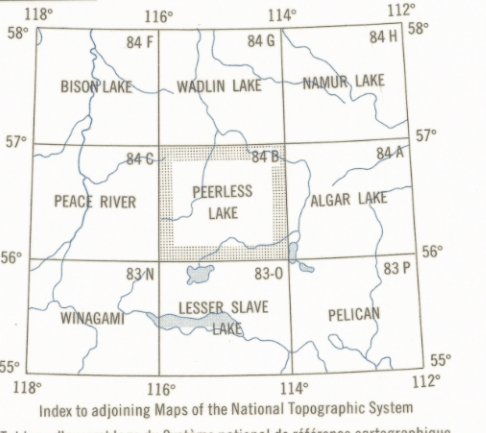 118° 116° 114° 112°
58° 84 F 84 G 84 H 58°
BISON LAKE WADLIN LAKE NAMUR LAKE
57° 57°
84 C 84 B 84 A
PEACE RIVER PEERLESS LAKE ALGAR LAKE
56° 56°
83 N 83-O 83 P
WINAGAMI LESSER SLAVE LAKE PELICAN
55° 55°
118° 116° 114° 112°
Index to adjoining Maps of the National Topographic System